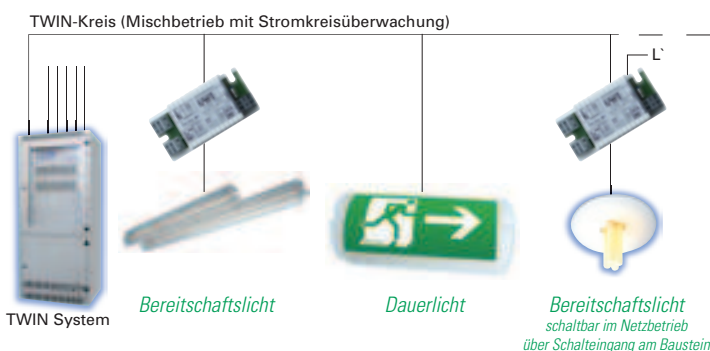 TWIN-Kreis (Mischbetrieb mit Stromkreisüberwachung)
L`
TWIN System
Bereitschaftslicht
Dauerlicht
Bereitschaftslicht
schaltbar im Netzbetrieb
über Schalteingang am Baustein